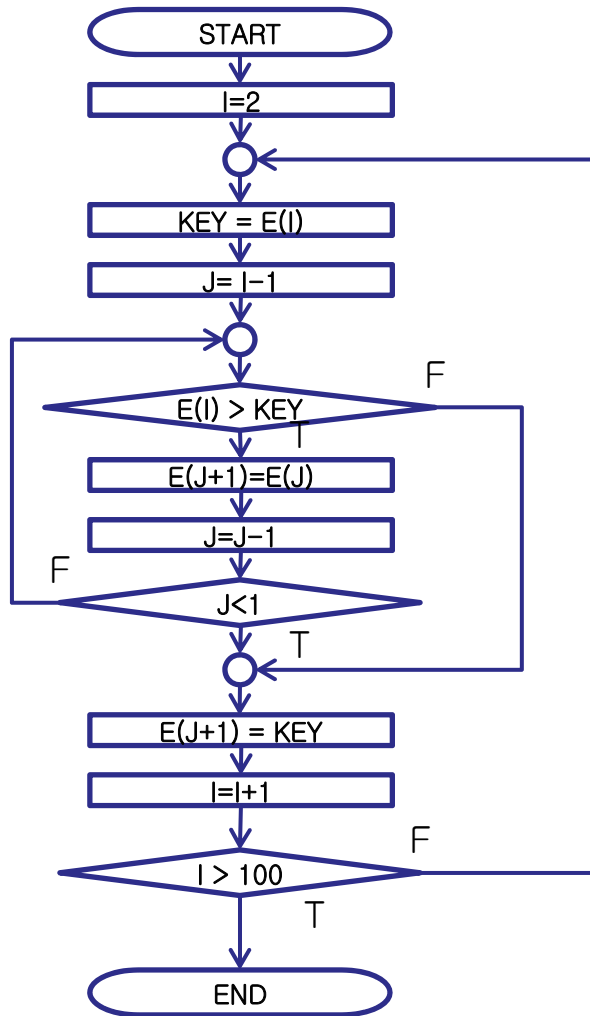 START
I=2
KEY = E(I)
J= I-1
F
E(I) > KEY
T
E(J+1)=E(J)
J=J-1
F
J<1
T
E(J+1) = KEY
I=I+1
F
I > 100
T
END